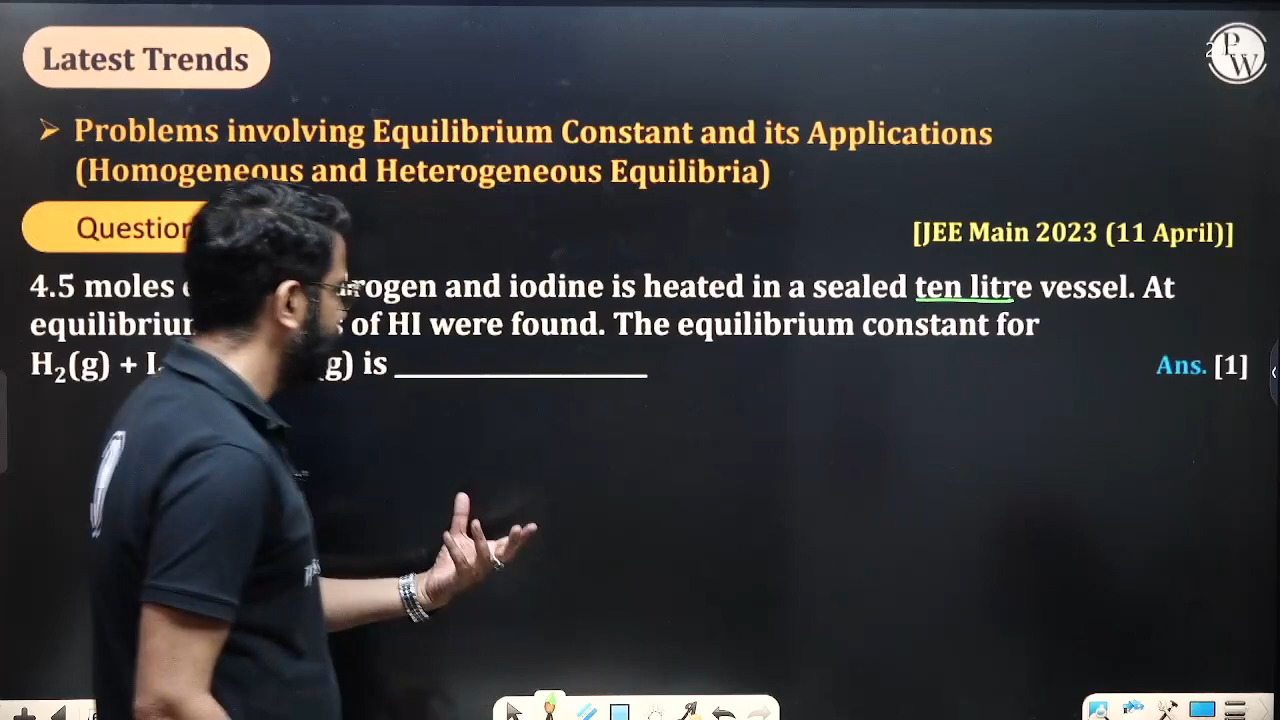 Latest Trends
PW
➤ Problems involving Equilibrium Constant and its Applications
(Homogeneous and Heterogeneous Equilibria)
Question
[JEE Main 2023 (11 April)]
4.5 moles rogen and iodine is heated in a sealed ten litre vessel. At
of HI were found. The equilibrium constant for
H₂(g) + (g) is ____________
Ans. [1]